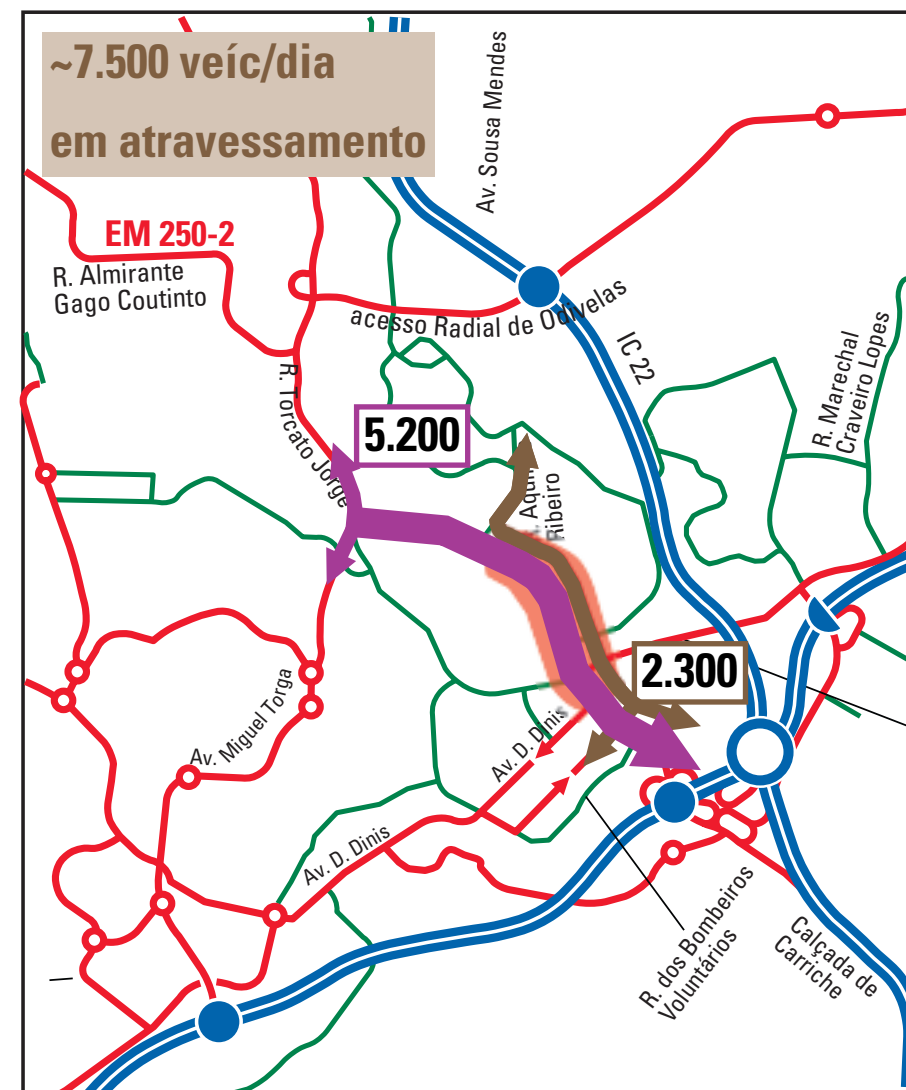 ~7.500 veíc/dia
em atravessamento
Av. Sousa Mendes
EM 250-2
R. Almirante
Gago Coutinto
acesso Radial de Odivelas
IC 22
R. Marechal
Craveiro Lopes
R. Torcato Jorge
5.200
Ribeiro
2.300
Av. Miguel Torga
Av. D. Dinis
Av. D. Dinis
R. dos Bombeiros
Voluntários
Calçada de
Carriche